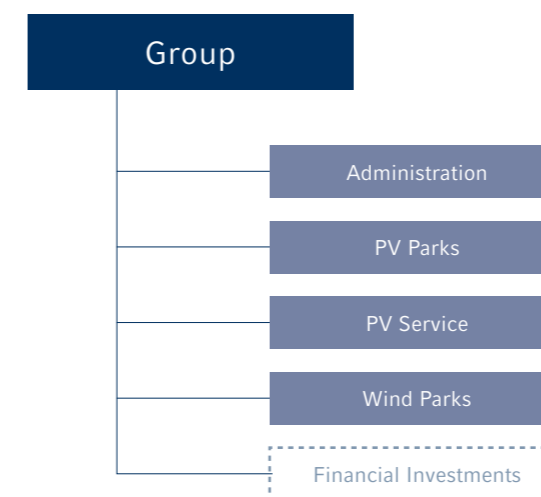 Group
Administration
PV Parks
PV Service
Wind Parks
Financial Investments